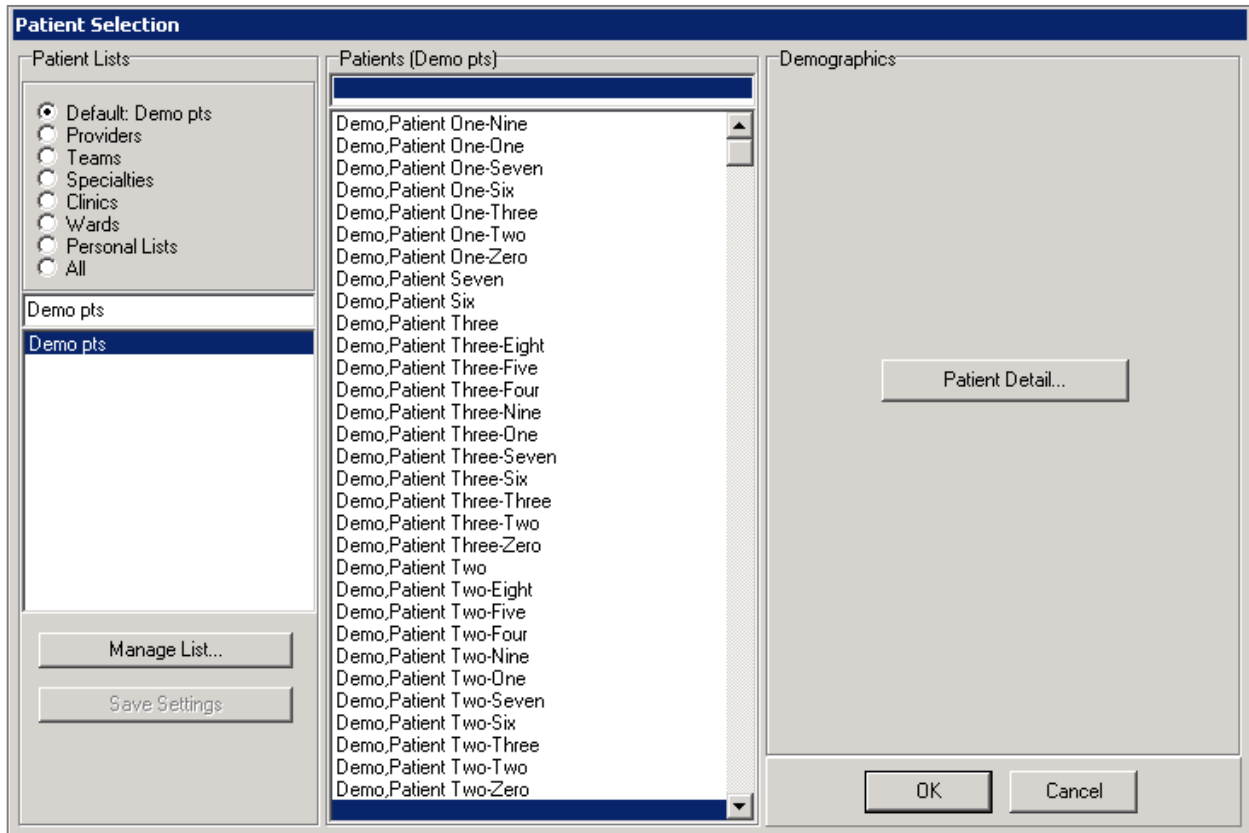 Patient Selection
Patient Lists
Default: Demo pts
Providers
Teams
Specialties
Clinics
Wards
Personal Lists
All
Demo pts
Demo pts
Manage List...
Save Settings
Patients (Demo pts)
Demo,Patient One-Nine
Demo,Patient One-One
Demo,Patient One-Seven
Demo,Patient One-Six
Demo,Patient One-Three
Demo,Patient One-Two
Demo,Patient One-Zero
Demo,Patient Seven
Demo,Patient Six
Demo,Patient Three
Demo,Patient Three-Eight
Demo,Patient Three-Five
Demo,Patient Three-Four
Demo,Patient Three-Nine
Demo,Patient Three-One
Demo,Patient Three-Seven
Demo,Patient Three-Six
Demo,Patient Three-Three
Demo,Patient Three-Two
Demo,Patient Three-Zero
Demo,Patient Two
Demo,Patient Two-Eight
Demo,Patient Two-Five
Demo,Patient Two-Four
Demo,Patient Two-Nine
Demo,Patient Two-One
Demo,Patient Two-Seven
Demo,Patient Two-Six
Demo,Patient Two-Three
Demo,Patient Two-Two
Demo,Patient Two-Zero
Demographics
Patient Detail...
OK
Cancel